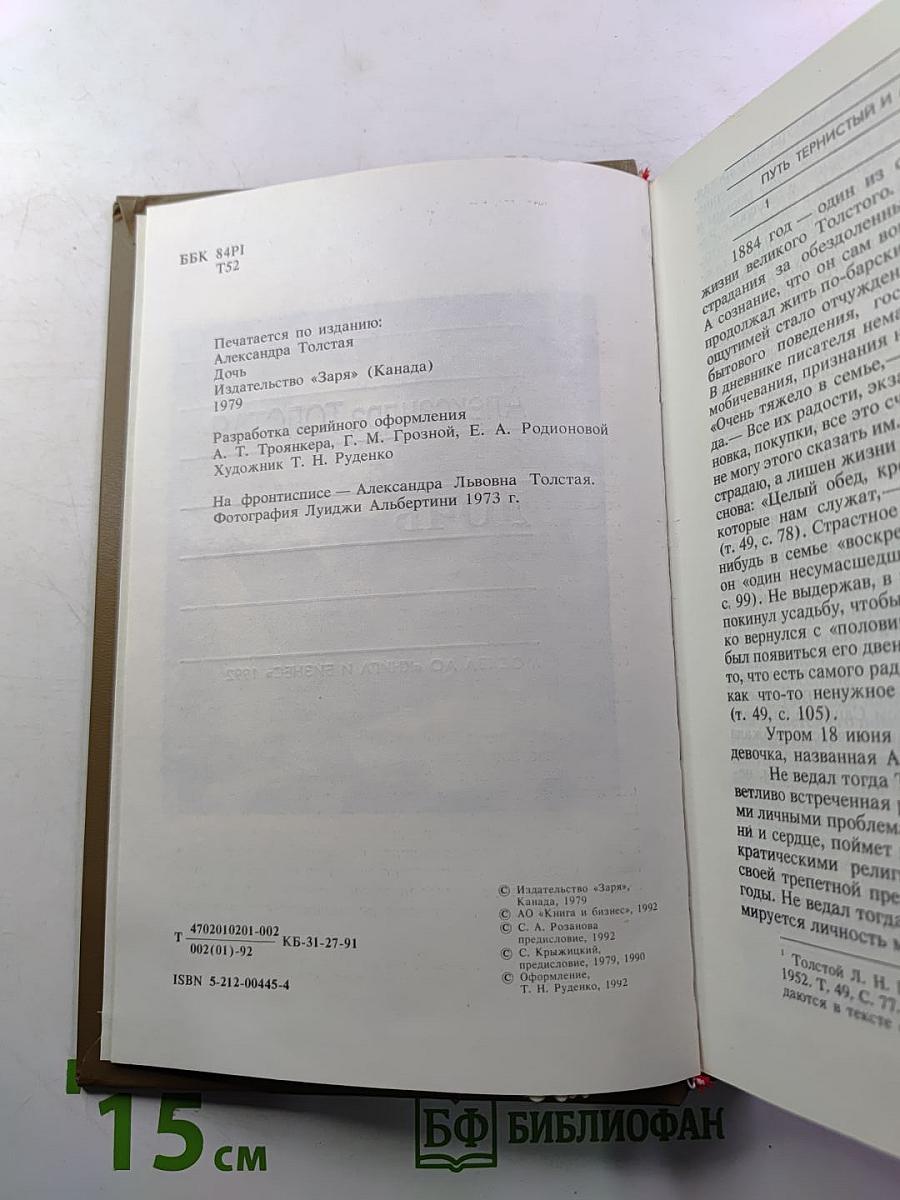 ББК 84Р1
Т52
Печатается по изданию:
Александра Толстая
Дочь
Издательство «Заря» (Канада)
1979
Разработка серийного оформления
А. Т. Троянкера, Г. М. Грозной, Е. А. Родионовой
Художник Т. Н. Руденко
На фронтисписе — Александра Львовна Толстая.
Фотография Луиджи Альбертини 1973 г.
Т 4702010201-002
002(01)-92
КБ-31-27-91
ISBN 5-212-00445-4
© Издательство «Заря»,
Канада, 1979
© АО «Книга и бизнес», 1992
© С. А. Розанова
предисловие, 1992
© С. Крыжицкий,
предисловие, 1979, 1990
© Оформление,
Т. Н. Руденко, 1992
ПУТЬ ТЕРНИСТЫЙ И
1
1884 год — один из
жизни великого Толстого.
страдания за обездоленны
А сознание, что он сам
продолжал жить по-барски
ощутимей стало отчужден
бытового поведения, гос
В дневнике писателя нема
мобичевания, признания
«Очень тяжело в семье,—
да.— Все их радости, экза
новка, покупки, все это сч
не могу этого сказать им.
страдаю, а лишен жизни
снова: «Целый обед, кро
которые нам служат,—
(т. 49, с. 78). Страстное
нибудь в семье «воскре
он «один несумасшедш
с. 99). Не выдержав, в
покинул усадьбу, чтобы
ко вернулся с «полови
был появиться его двен
то, что есть самого рад
как что-то ненужное
(т. 49, с. 105).
Утром 18 июня
девочка, названная А
Не ведал тогда Т
ветливо встреченная
ми личными проблем
ни и сердце, поймет
кратическими религ
своей трепетной пре
годы. Не ведал тогда
мируется личность м
1 Толстой Л. Н.
1952. Т. 49. С. 77.
даются в тексте
15 см
БФ БИБЛИОФАН